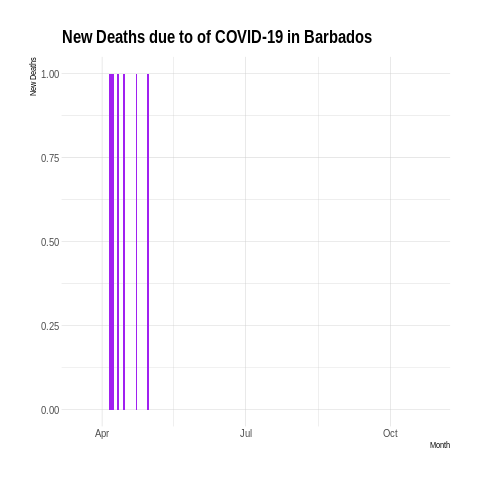 New Deaths due to of COVID-19 in Barbados
New Deaths
1.00
0.75
0.50
0.25
0.00
Apr
Jul
Oct
Month